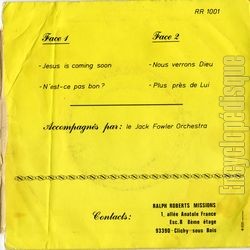 RR 1001
Face 1
Face 2
- Jesus is coming soon
- Nous verrons Dieu
- N'est-ce pas bon ?
- Plus près de Lui
Accompagnés par : le Jack Fowler Orchestra
Contacts :
RALPH ROBERTS MISSIONS
1, allée Anatole France
Esc.B 8ème étage
93390 - Clichy sous Bois